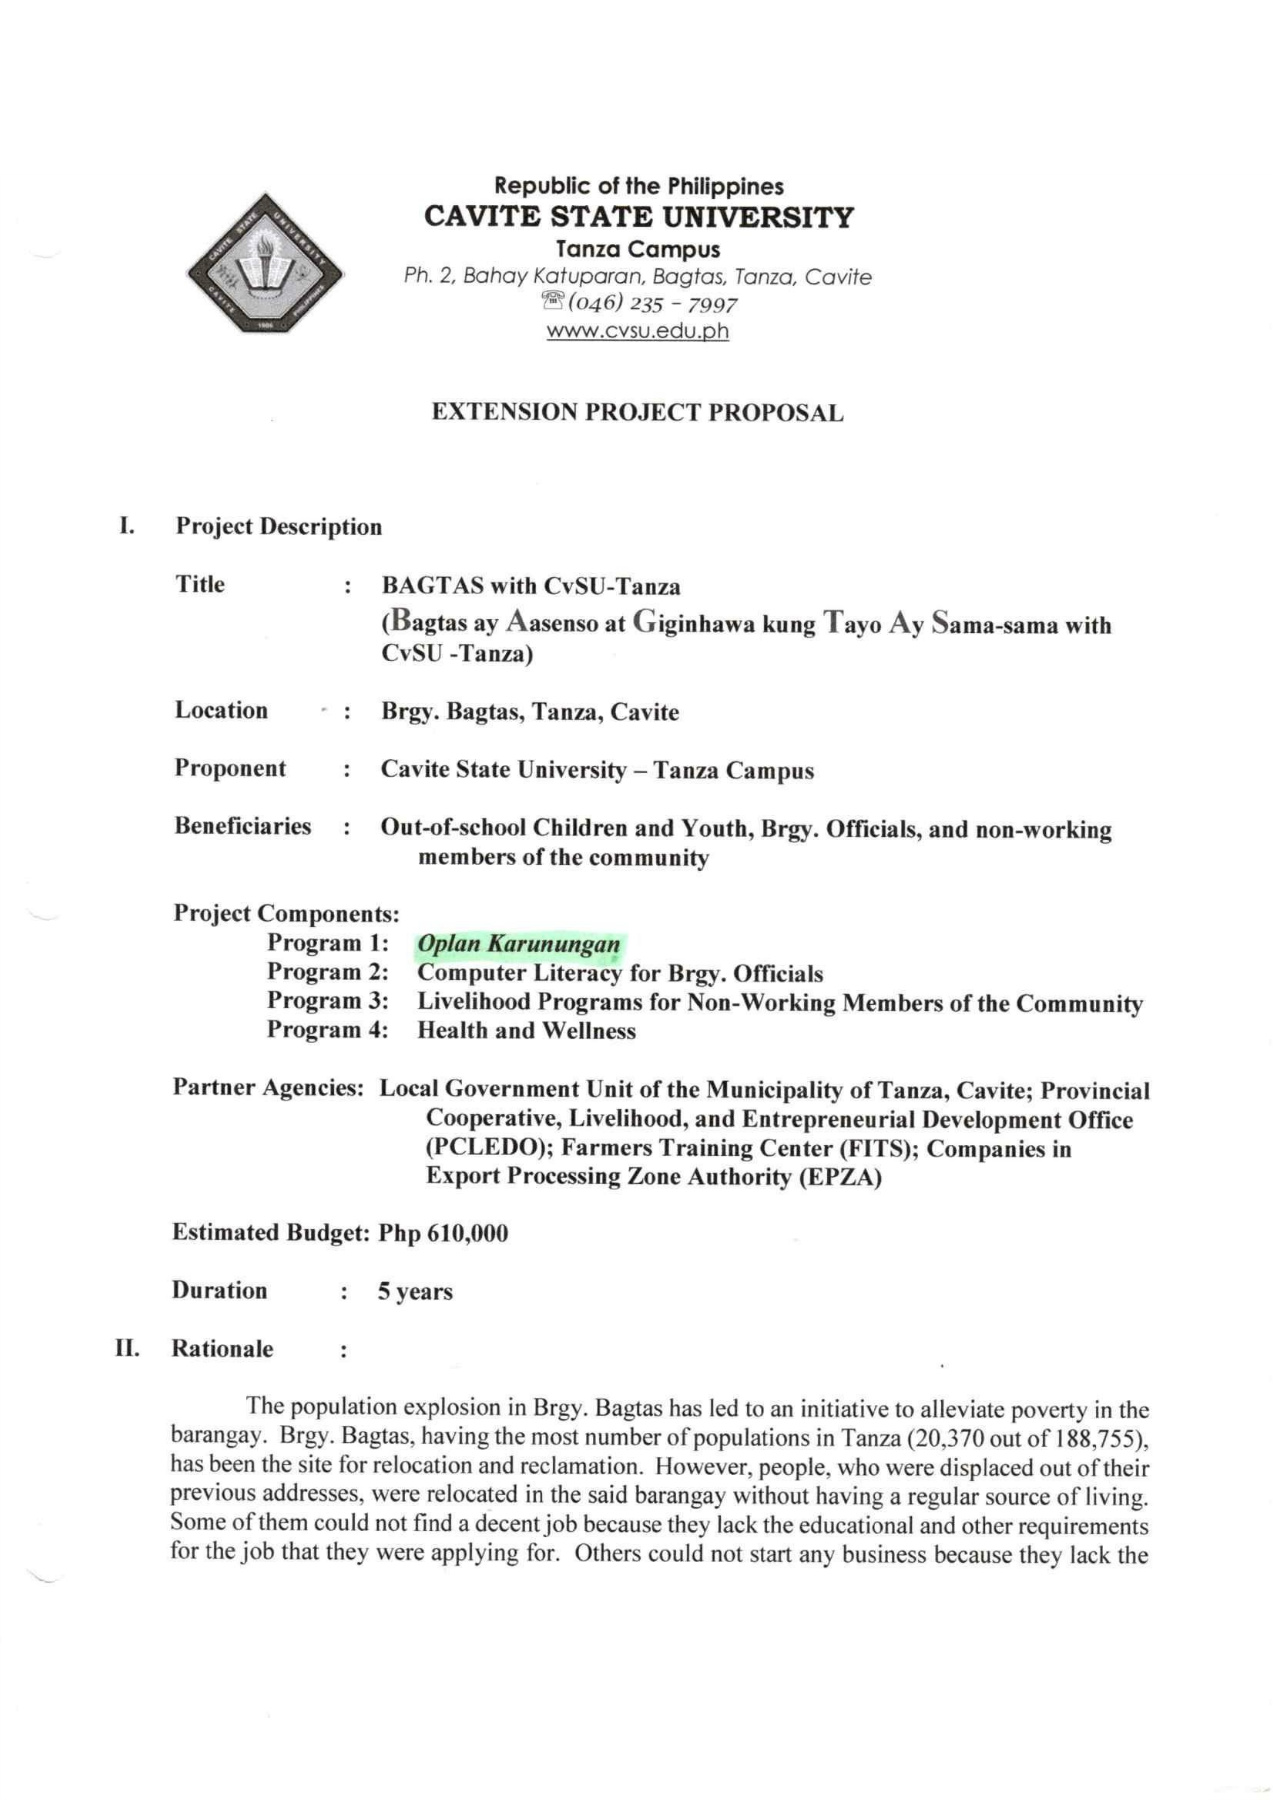 Republic of the Philippines
CAVITE STATE UNIVERSITY
Tanza Campus
Ph. 2, Bahay Katuparan, Bagtas, Tanza, Cavite
☏ (046) 235 – 7997
www.cvsu.edu.ph
CAVITE STATE UNIVERSITY
CAVITE PHILIPPINES
1906
EXTENSION PROJECT PROPOSAL
I. Project Description
Title : BAGTAS with CvSU-Tanza
(Bagtas ay Aasenso at Giginhawa kung Tayo Ay Sama-sama with
CvSU -Tanza)
Location : Brgy. Bagtas, Tanza, Cavite
Proponent : Cavite State University – Tanza Campus
Beneficiaries : Out-of-school Children and Youth, Brgy. Officials, and non-working
members of the community
Project Components:
Program 1: Oplan Karunungan
Program 2: Computer Literacy for Brgy. Officials
Program 3: Livelihood Programs for Non-Working Members of the Community
Program 4: Health and Wellness
Partner Agencies: Local Government Unit of the Municipality of Tanza, Cavite; Provincial
Cooperative, Livelihood, and Entrepreneurial Development Office
(PCLEDO); Farmers Training Center (FITS); Companies in
Export Processing Zone Authority (EPZA)
Estimated Budget: Php 610,000
Duration : 5 years
II. Rationale :
The population explosion in Brgy. Bagtas has led to an initiative to alleviate poverty in the
barangay. Brgy. Bagtas, having the most number of populations in Tanza (20,370 out of 188,755),
has been the site for relocation and reclamation. However, people, who were displaced out of their
previous addresses, were relocated in the said barangay without having a regular source of living.
Some of them could not find a decent job because they lack the educational and other requirements
for the job that they were applying for. Others could not start any business because they lack the